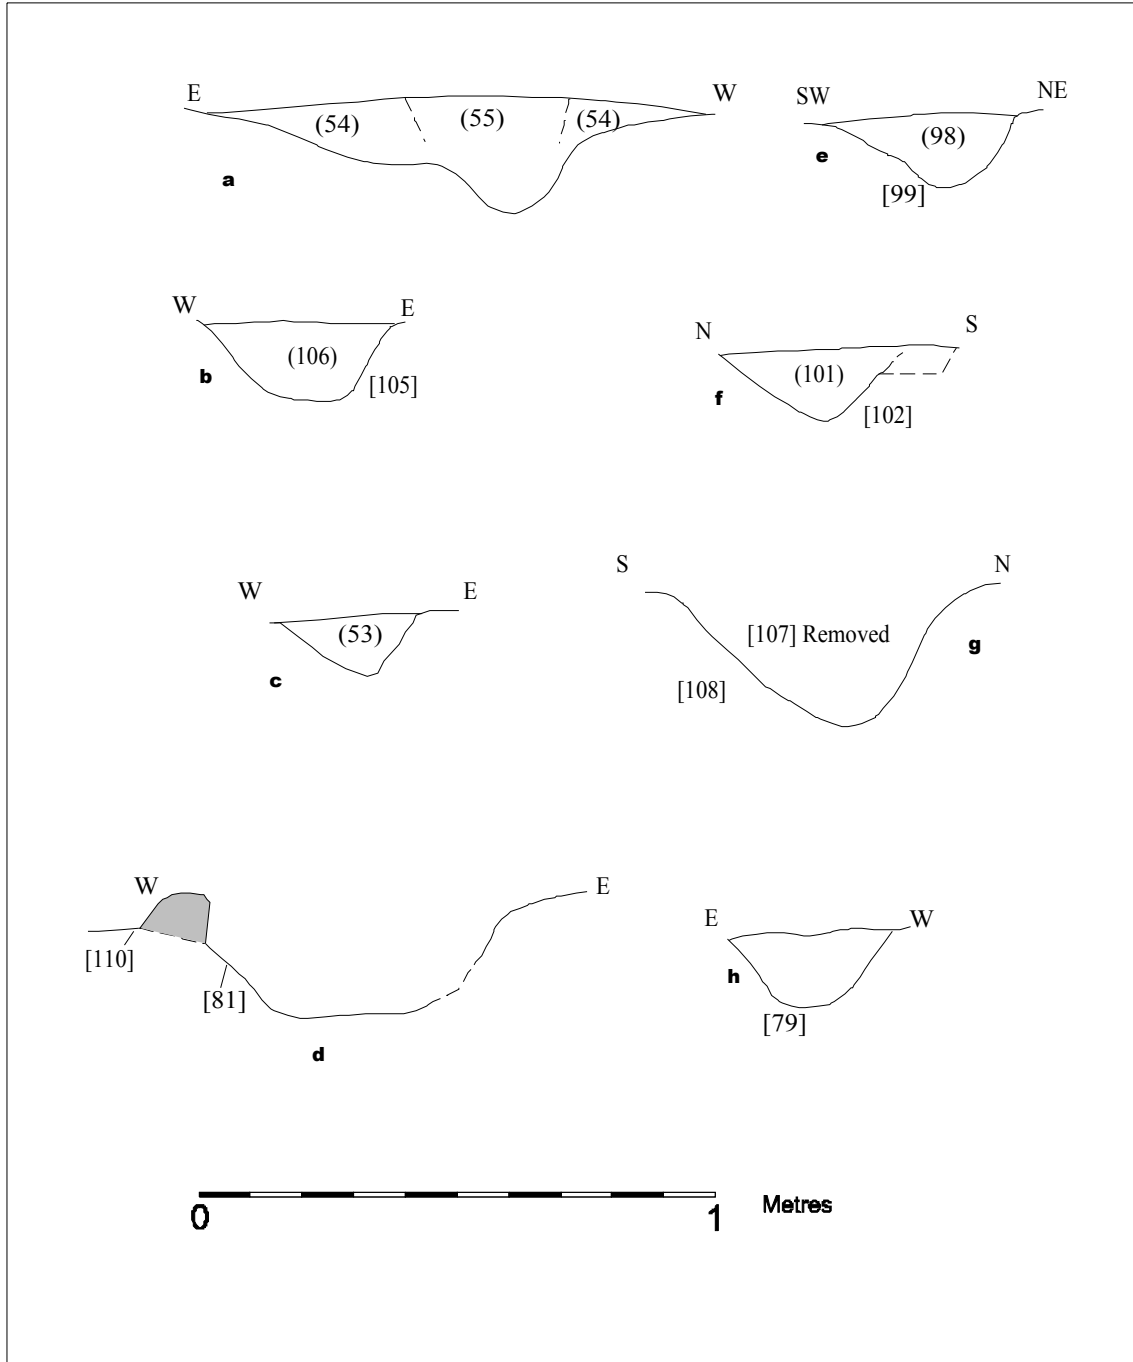 E W
(54) (55) (54)
a
SW NE
(98)
e
[99]
W E
(106)
b
[105]
N S
(101)
f
[102]
W E
(53)
c
S N
[107] Removed
g
[108]
W E
[110]
[81]
d
E W
h
[79]
0 1 Metres